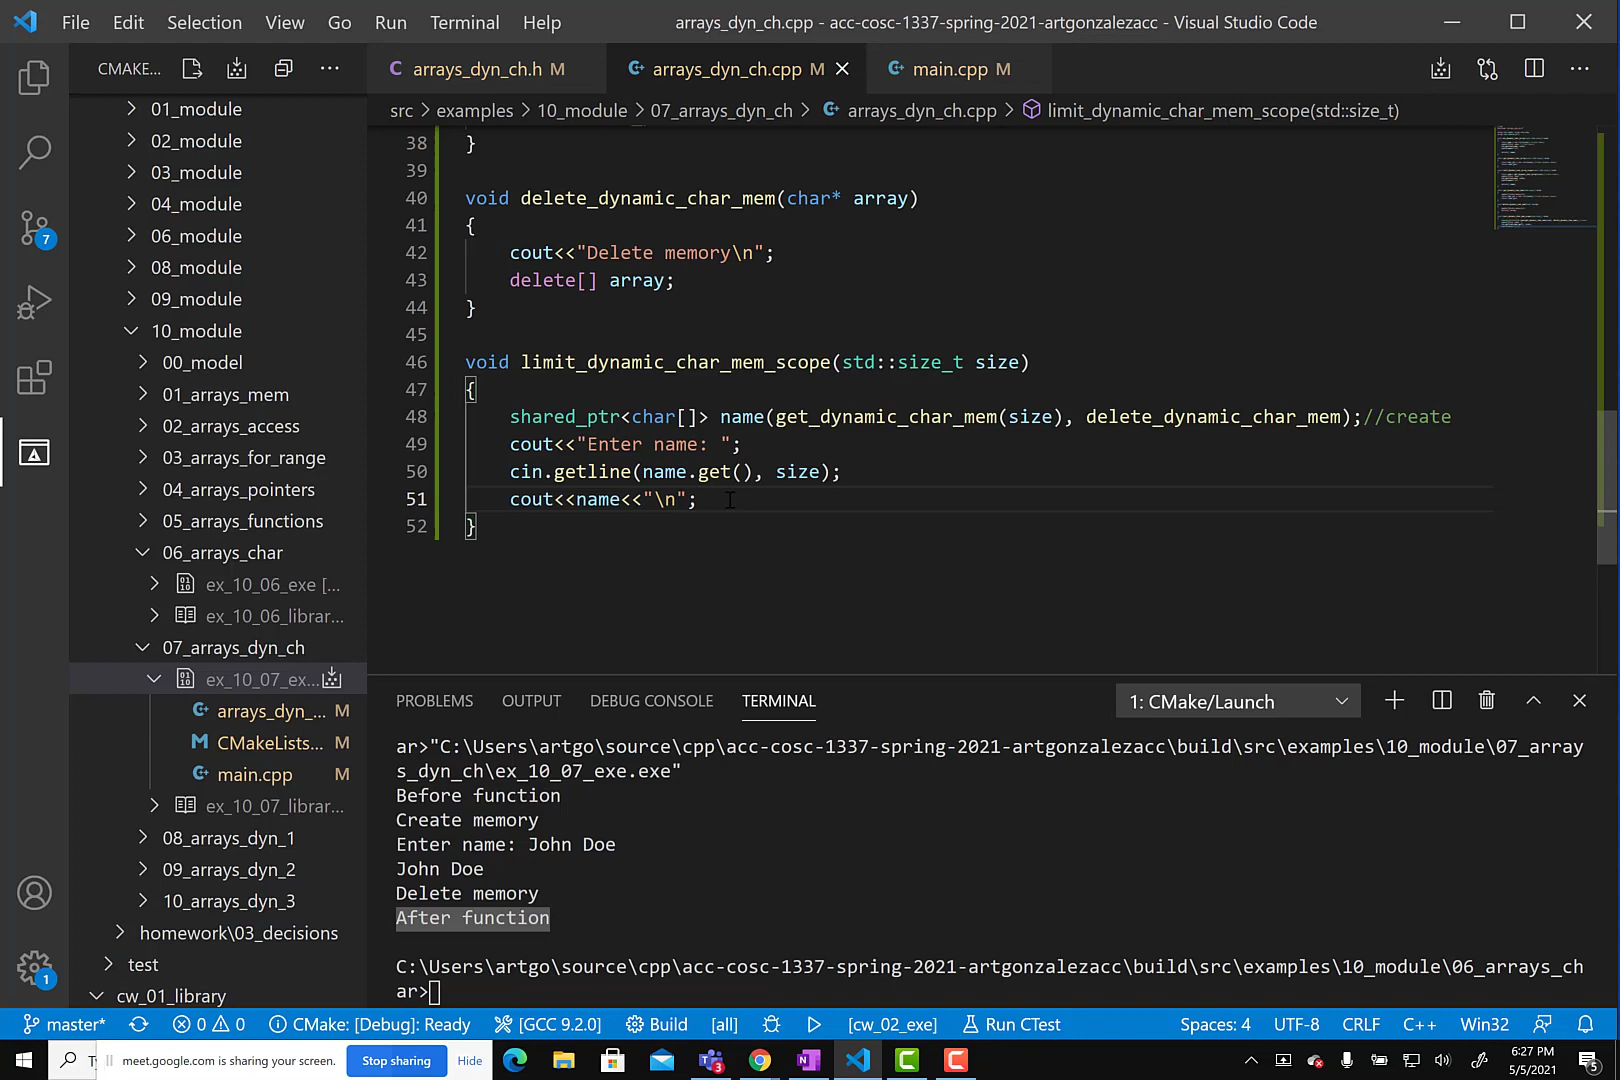 File Edit Selection View Go Run Terminal Help
arrays_dyn_ch.cpp - acc-cosc-1337-spring-2021-artgonzalezacc - Visual Studio Code
CMAKE...
arrays_dyn_ch.h M
arrays_dyn_ch.cpp M
main.cpp M
src > examples > 10_module > 07_arrays_dyn_ch > arrays_dyn_ch.cpp > limit_dynamic_char_mem_scope(std::size_t)
01_module
02_module
03_module
04_module
06_module
08_module
09_module
10_module
00_model
01_arrays_mem
02_arrays_access
03_arrays_for_range
04_arrays_pointers
05_arrays_functions
06_arrays_char
ex_10_06_exe [...
ex_10_06_librar...
07_arrays_dyn_ch
ex_10_07_ex...
arrays_dyn_... M
CMakeLists... M
main.cpp M
ex_10_07_librar...
08_arrays_dyn_1
09_arrays_dyn_2
10_arrays_dyn_3
homework\03_decisions
test
cw_01_library
7
1
38 }
39
40 void delete_dynamic_char_mem(char* array)
41 {
42 cout<<"Delete memory\n";
43 delete[] array;
44 }
45
46 void limit_dynamic_char_mem_scope(std::size_t size)
47 {
48 shared_ptr<char[]> name(get_dynamic_char_mem(size), delete_dynamic_char_mem);//create
49 cout<<"Enter name: ";
50 cin.getline(name.get(), size);
51 cout<<name<<"\n";
52 }
PROBLEMS OUTPUT DEBUG CONSOLE TERMINAL
1: CMake/Launch
ar>"C:\Users\artgo\source\cpp\acc-cosc-1337-spring-2021-artgonzalezacc\build\src\examples\10_module\07_array
s_dyn_ch\ex_10_07_exe.exe"
Before function
Create memory
Enter name: John Doe
John Doe
Delete memory
After function
C:\Users\artgo\source\cpp\acc-cosc-1337-spring-2021-artgonzalezacc\build\src\examples\10_module\06_arrays_ch
ar>
master* 0 0 CMake: [Debug]: Ready [GCC 9.2.0] Build [all] [cw_02_exe] Run CTest Spaces: 4 UTF-8 CRLF C++ Win32
meet.google.com is sharing your screen. Stop sharing Hide
3
6:27 PM
5/5/2021
5